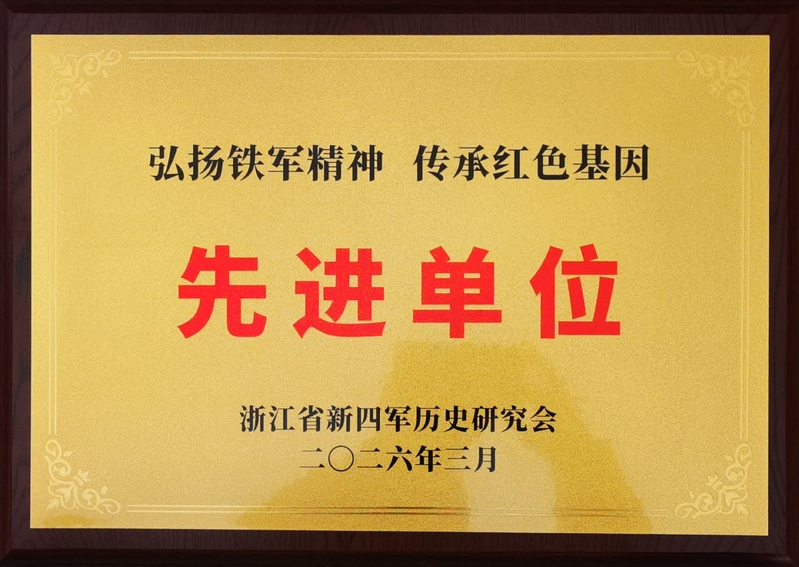 弘扬铁军精神 传承红色基因
先进单位
浙江省新四军历史研究会
二〇二六年三月